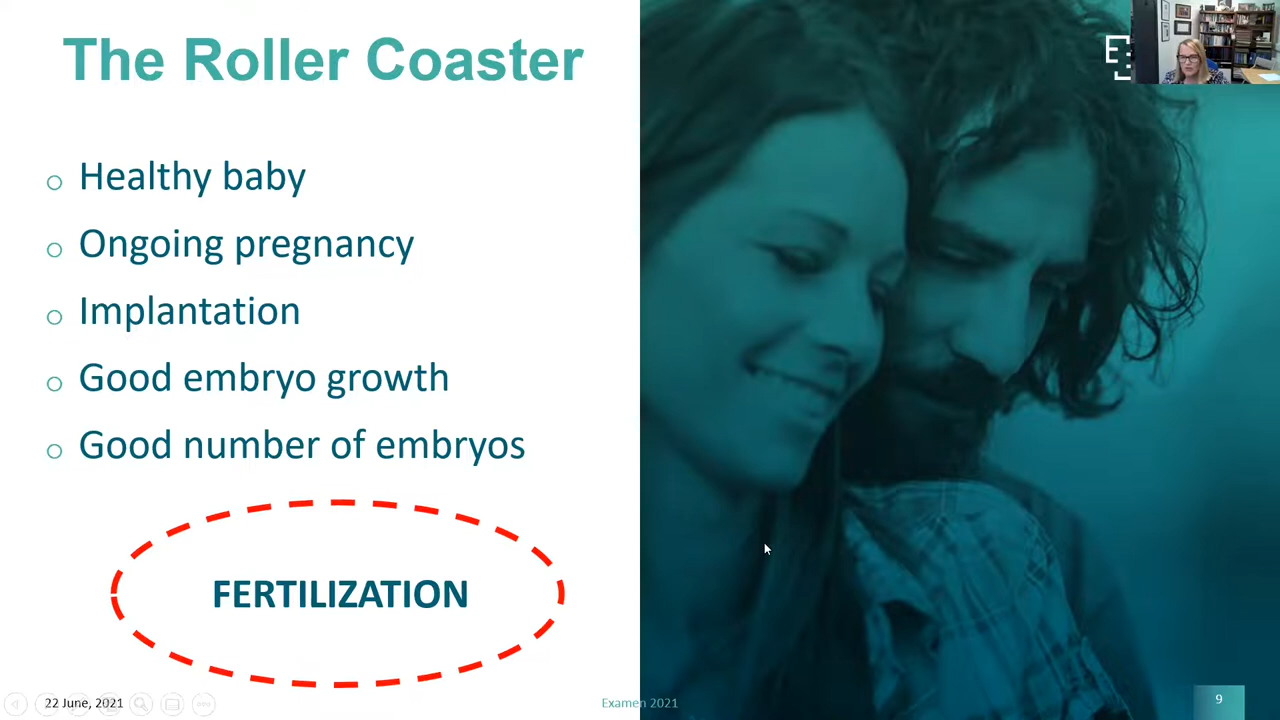 The Roller Coaster
Healthy baby
Ongoing pregnancy
Implantation
Good embryo growth
Good number of embryos
FERTILIZATION
22 June, 2021
Examen 2021
9